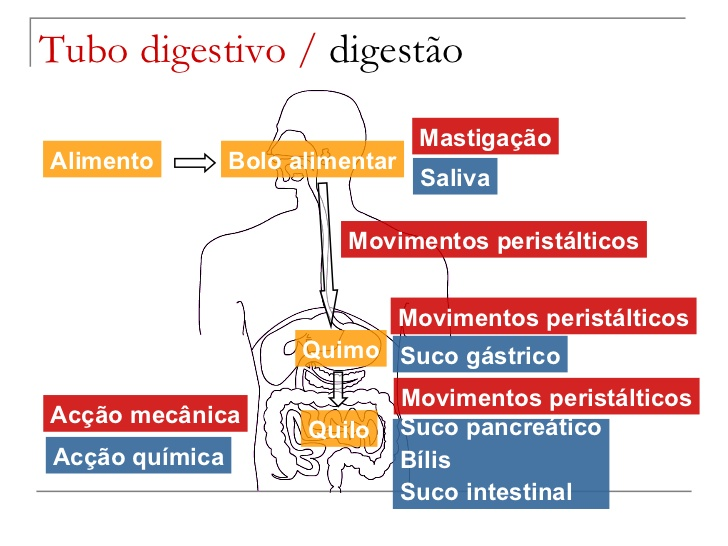 Tubo digestivo / digestão
Alimento
Bolo alimentar
Mastigação
Saliva
Movimentos peristálticos
Movimentos peristálticos
Quimo
Suco gástrico
Movimentos peristálticos
Acção mecânica
Quilo
Suco pancreático
Acção química
Bílis
Suco intestinal